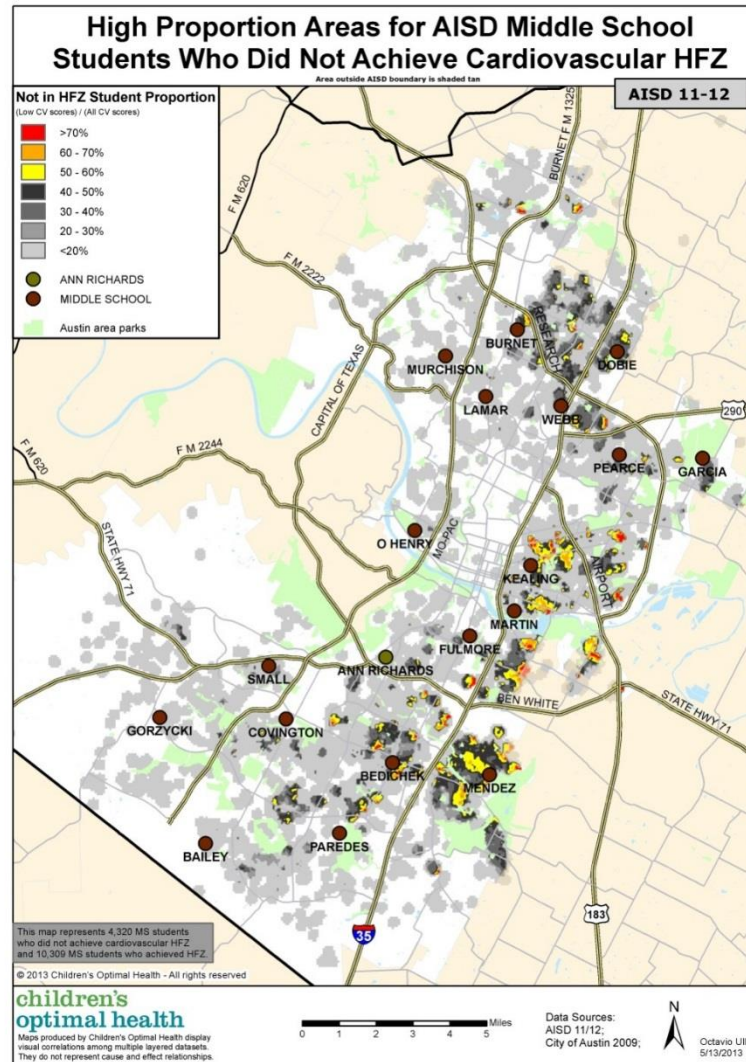 High Proportion Areas for AISD Middle School
Students Who Did Not Achieve Cardiovascular HFZ
Area outside AISD boundary is shaded tan
AISD 11-12
Not in HFZ Student Proportion
(Low CV scores) / (All CV scores)
>70%
60 - 70%
50 - 60%
40 - 50%
30 - 40%
20 - 30%
<20%
ANN RICHARDS
MIDDLE SCHOOL
Austin area parks
BURNET F M 1325
F M 620
F M 2222
RESEARCH
BURNET
MURCHISON
DOBIE
CAPITAL OF TEXAS
LAMAR
WEBB
290
F M 2244
F M 620
PEARCE
GARCIA
STATE HWY 71
O HENRY
MO-PAC
KEALING
AIRPORT
MARTIN
FULMORE
ANN RICHARDS
SMALL
BEN WHITE
STATE HWY 71
GORZYCKI
COVINGTON
BEDICHEK
MENDEZ
PAREDES
BAILEY
183
35
This map represents 4,320 MS students
who did not achieve cardiovascular HFZ
and 10,309 MS students who achieved HFZ.
© 2013 Children's Optimal Health - All rights reserved
children's
optimal health
Maps produced by Children's Optimal Health display
visual correlations among multiple layered datasets.
They do not represent cause and effect relationships.
0 1 2 3 4 5 Miles
Data Sources:
AISD 11/12;
City of Austin 2009;
N
Octavio Ull
5/13/2013